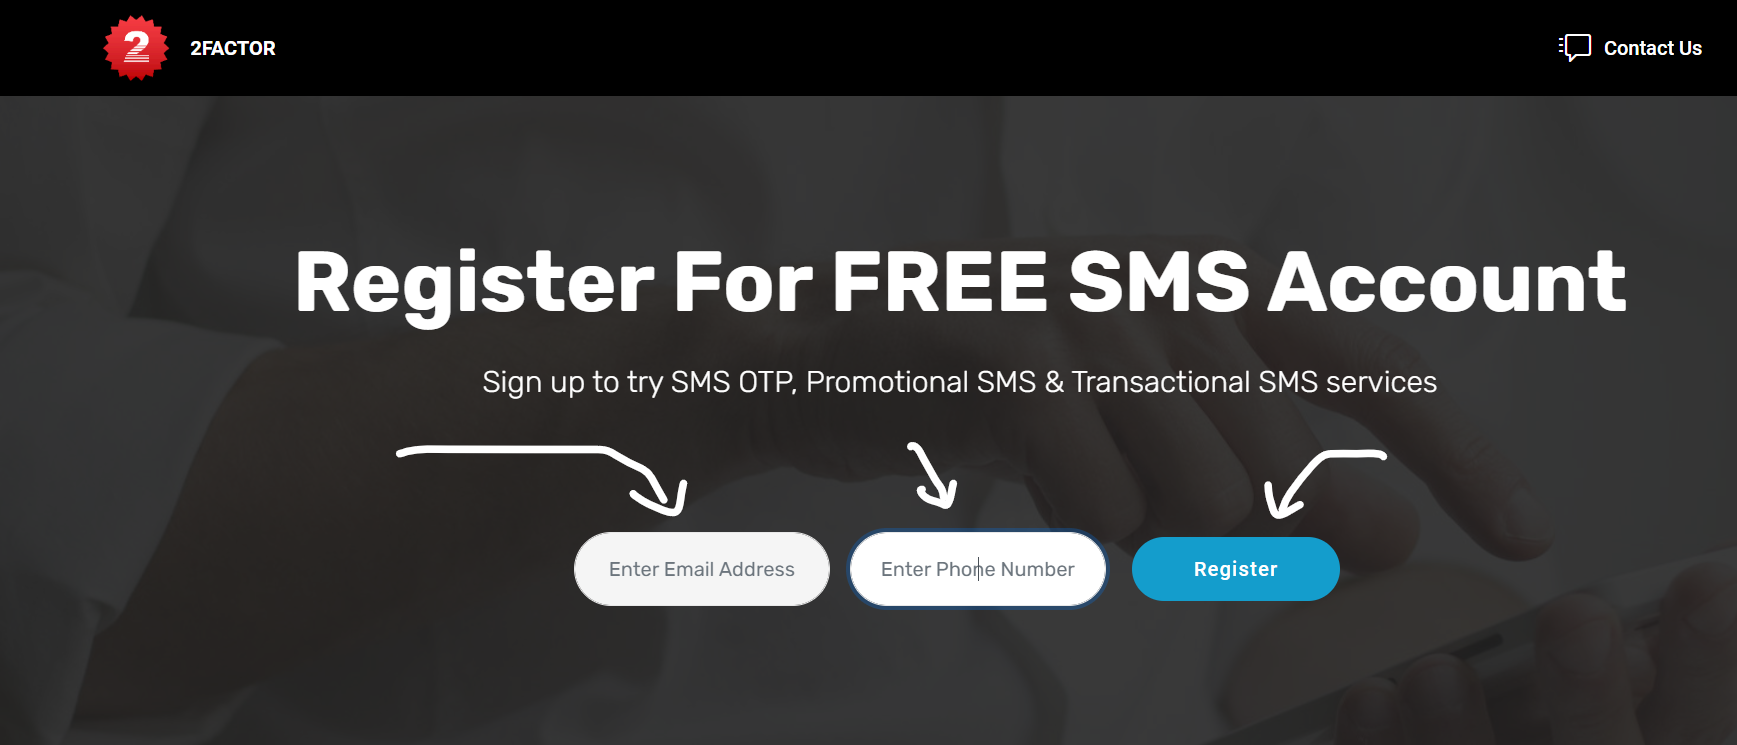 2 2FACTOR
Contact Us
Register For FREE SMS Account
Sign up to try SMS OTP, Promotional SMS & Transactional SMS services
Enter Email Address
Enter Phone Number
Register